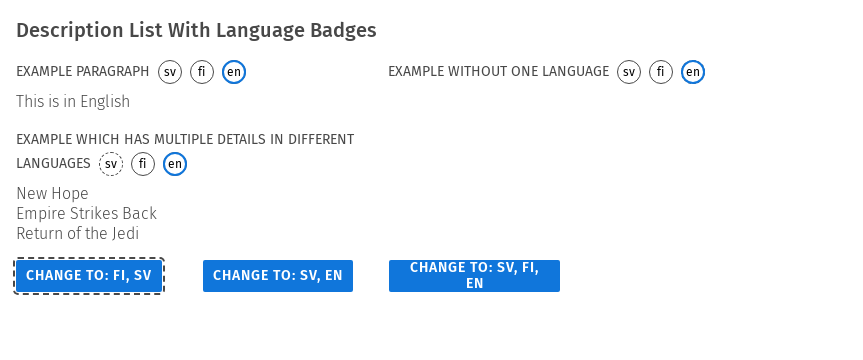 Description List With Language Badges
EXAMPLE PARAGRAPH sv fi en
This is in English
EXAMPLE WITHOUT ONE LANGUAGE sv fi en
EXAMPLE WHICH HAS MULTIPLE DETAILS IN DIFFERENT
LANGUAGES sv fi en
New Hope
Empire Strikes Back
Return of the Jedi
CHANGE TO: FI, SV
CHANGE TO: SV, EN
CHANGE TO: SV, FI,
EN